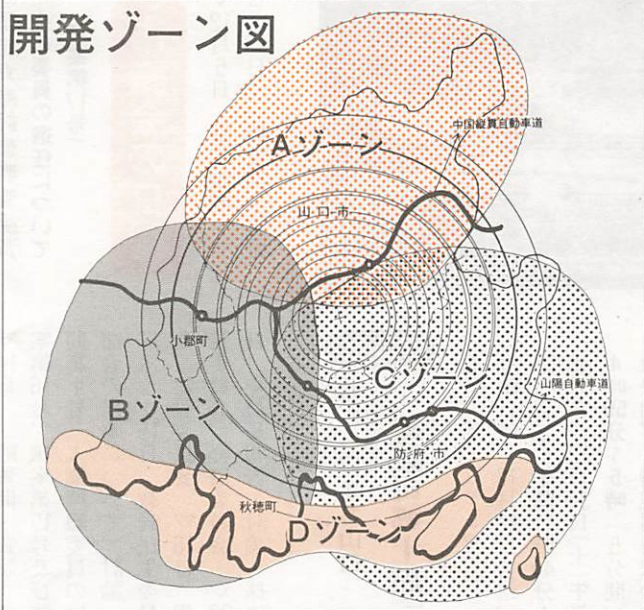 開発ゾーン図
中国縦貫自動車道
Aゾーン
山口市
小郡町
Cゾーン
山陽自動車道
Bゾーン
防府市
秋穂町
Dゾーン